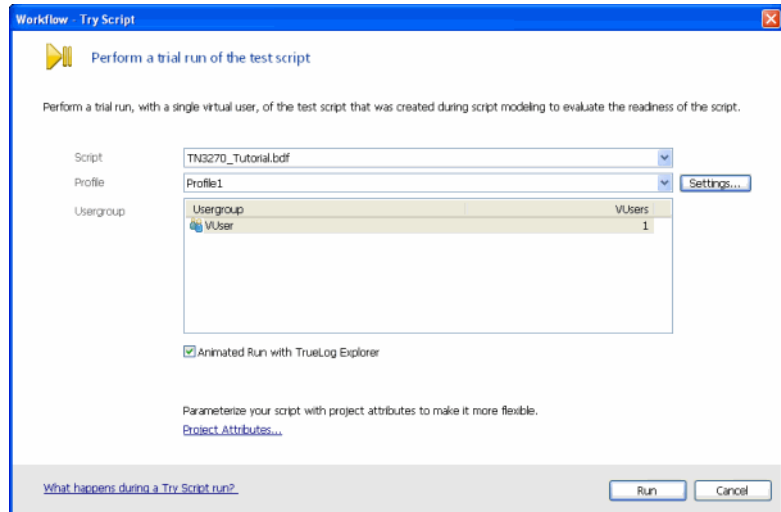 Workflow - Try Script
Perform a trial run of the test script
Perform a trial run, with a single virtual user, of the test script that was created during script modeling to evaluate the readiness of the script.
Script TN3270_Tutorial.bdf
Profile Profile1 Settings...
Usergroup Usergroup VUsers
VUser 1
Animated Run with TrueLog Explorer
Parameterize your script with project attributes to make it more flexible.
Project Attributes...
What happens during a Try Script run? Run Cancel